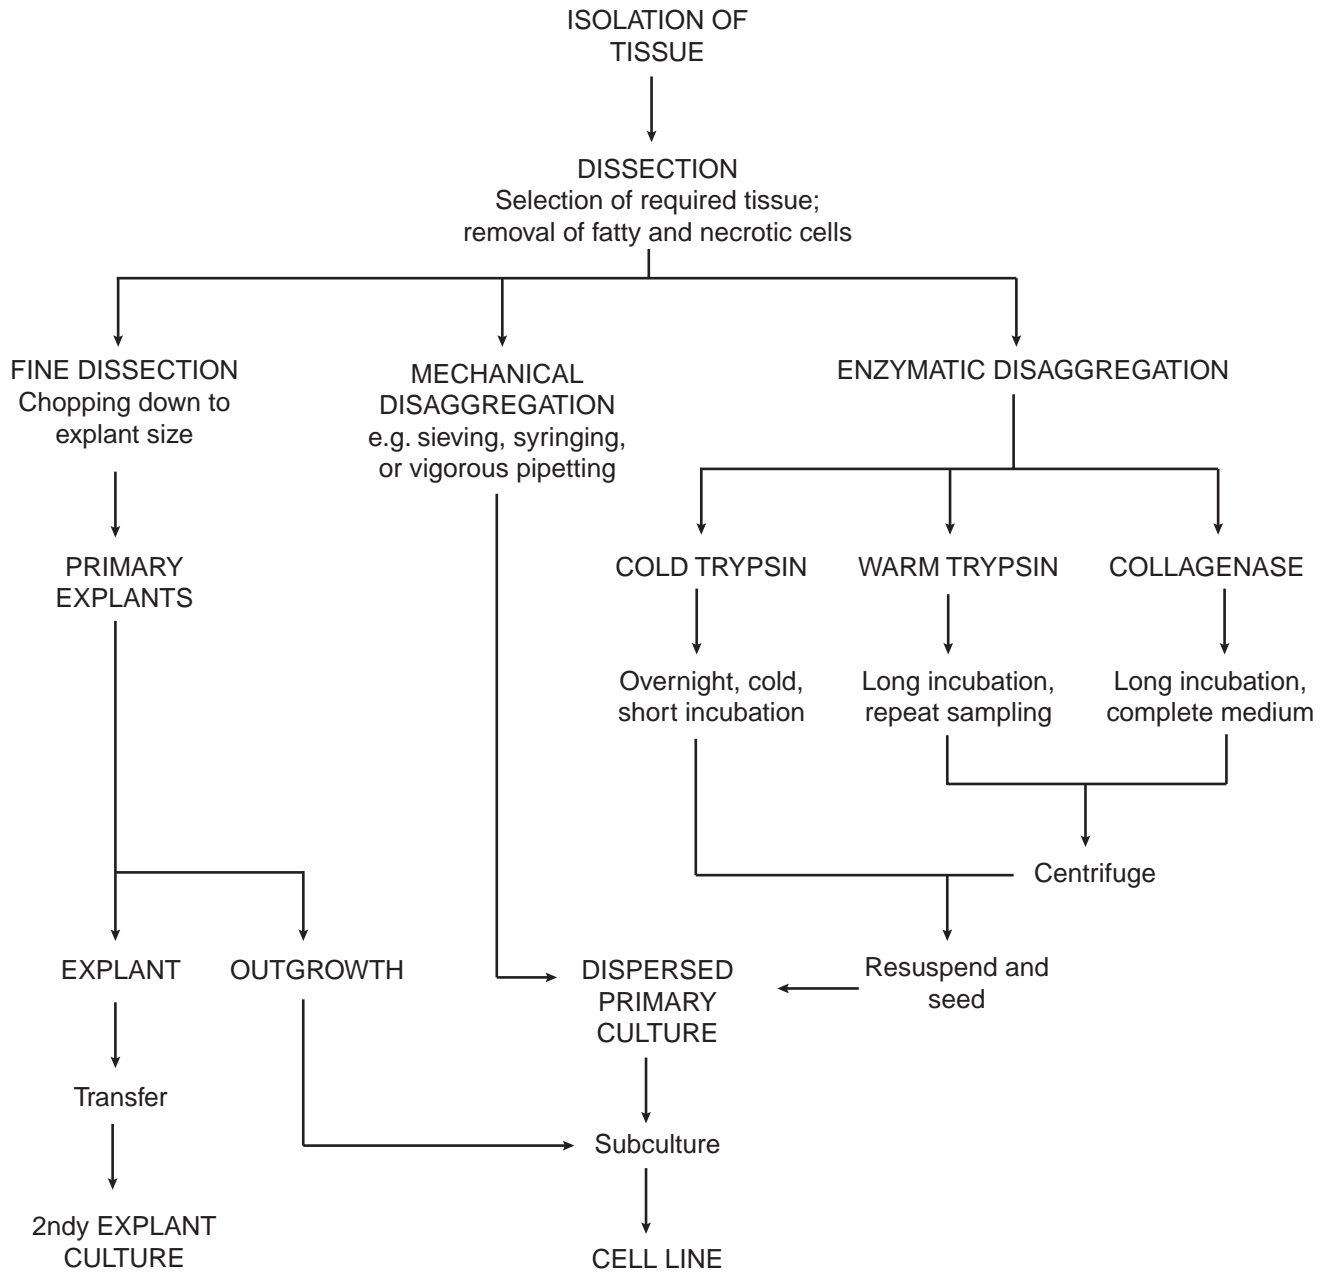 ISOLATION OF
TISSUE
DISSECTION
Selection of required tissue;
removal of fatty and necrotic cells
FINE DISSECTION
Chopping down to
explant size
MECHANICAL
DISAGGREGATION
e.g. sieving, syringing,
or vigorous pipetting
ENZYMATIC DISAGGREGATION
PRIMARY
EXPLANTS
COLD TRYPSIN
WARM TRYPSIN
COLLAGENASE
Overnight, cold,
short incubation
Long incubation,
repeat sampling
Long incubation,
complete medium
Centrifuge
EXPLANT
OUTGROWTH
DISPERSED
PRIMARY
CULTURE
Resuspend and
seed
Transfer
Subculture
2ndy EXPLANT
CULTURE
CELL LINE